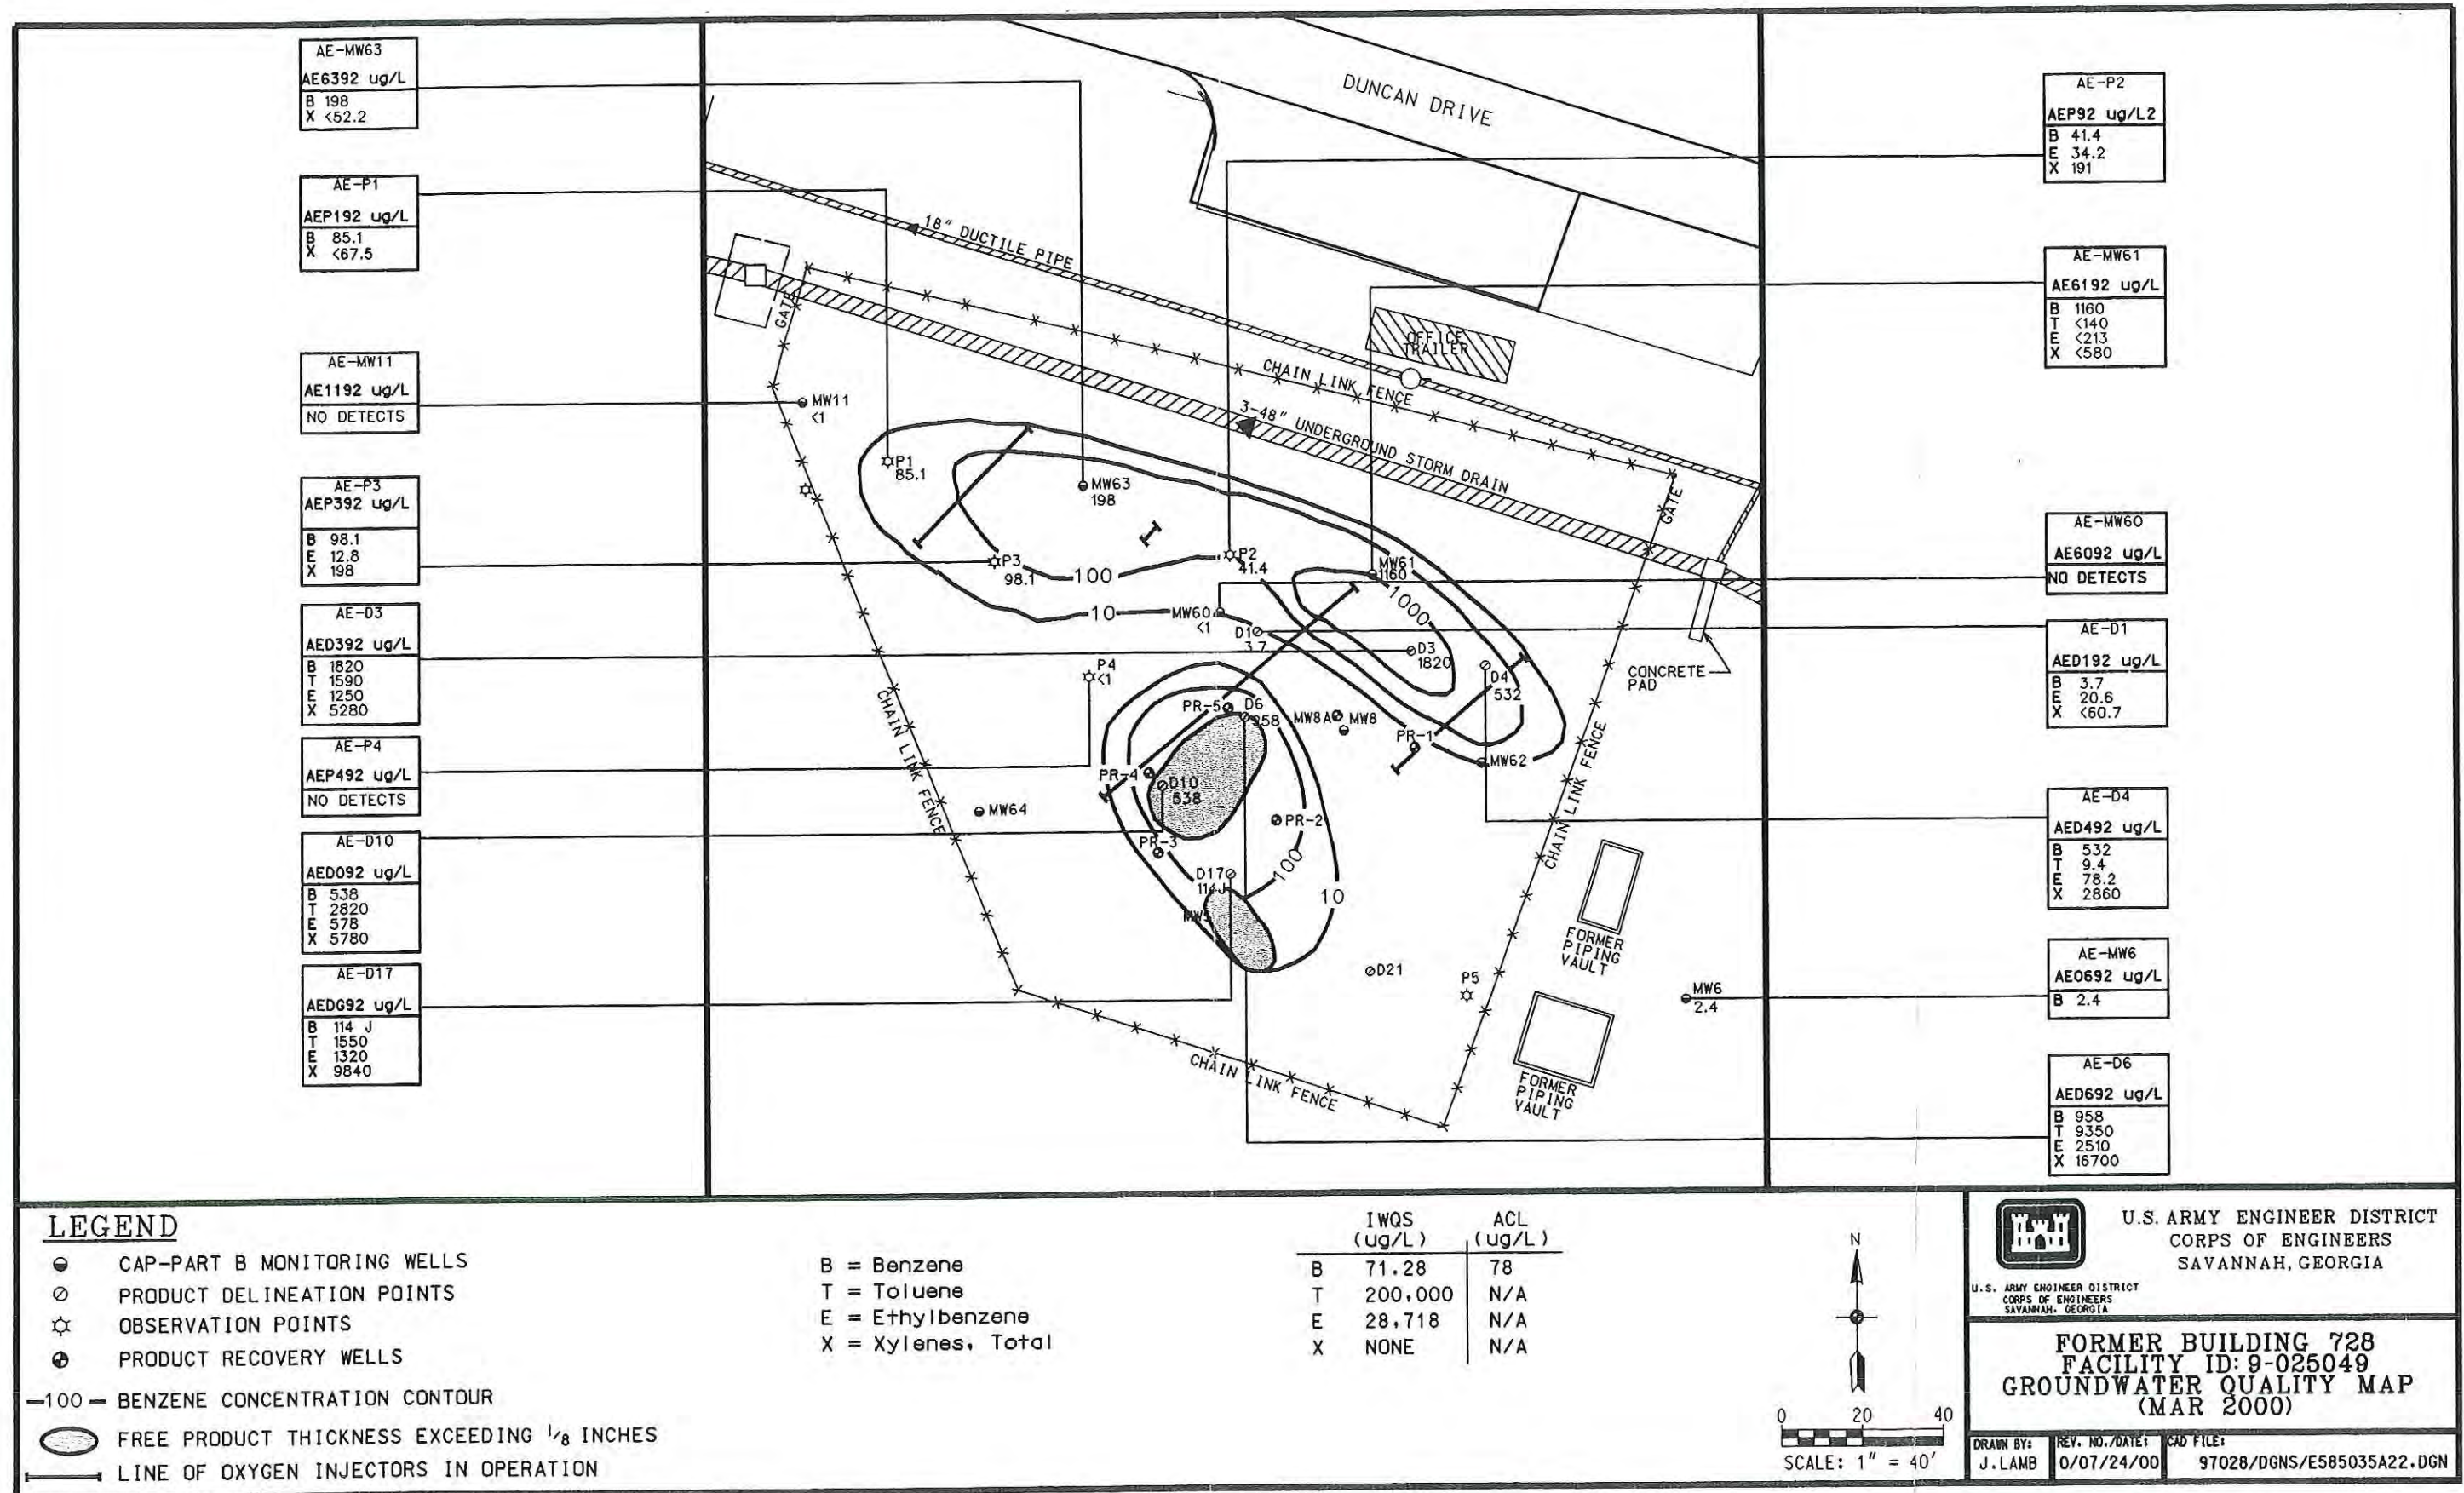 AE-MW63
AE6392 ug/L
B 198
X <52.2
AE-P1
AEP192 ug/L
B 85.1
X <67.5
AE-MW11
AE1192 ug/L
NO DETECTS
AE-P3
AEP392 ug/L
B 98.1
E 12.8
X 198
AE-D3
AED392 ug/L
B 1820
T 1590
E 1250
X 5280
AE-P4
AEP492 ug/L
NO DETECTS
AE-D10
AED092 ug/L
B 538
T 2820
E 578
X 5780
AE-D17
AEDG92 ug/L
B 114 J
T 1550
E 1320
X 9840
DUNCAN DRIVE
18" DUCTILE PIPE
GATE
OFFICE
TRAILER
CHAIN LINK FENCE
3-48" UNDERGROUND STORM DRAIN
GATE
MW11
<1
P1
85.1
MW63
198
P3
98.1
100
P2
41.4
MW61
1160
1000
10
MW60
<1
D1
3.7
D3
1820
D4
532
CONCRETE
PAD
P4
<1
PR-5
D6
958
MW8A
MW8
PR-1
MW62
PR-4
D10
538
MW64
PR-2
PR-3
100
D17
114J
10
D21
P5
MW6
2.4
CHAIN LINK FENCE
CHAIN LINK FENCE
CHAIN LINK FENCE
FORMER
PIPING
VAULT
FORMER
PIPING
VAULT
AE-P2
AEP92 ug/L2
B 41.4
E 34.2
X 191
AE-MW61
AE6192 ug/L
B 1160
T <140
E <213
X <580
AE-MW60
AE6092 ug/L
NO DETECTS
AE-D1
AED192 ug/L
B 3.7
E 20.6
X <60.7
AE-D4
AED492 ug/L
B 532
T 9.4
E 78.2
X 2860
AE-MW6
AE0692 ug/L
B 2.4
AE-D6
AED692 ug/L
B 958
T 9350
E 2510
X 16700
LEGEND
CAP-PART B MONITORING WELLS
PRODUCT DELINEATION POINTS
OBSERVATION POINTS
PRODUCT RECOVERY WELLS
—100— BENZENE CONCENTRATION CONTOUR
FREE PRODUCT THICKNESS EXCEEDING 1/8 INCHES
LINE OF OXYGEN INJECTORS IN OPERATION
B = Benzene
T = Toluene
E = Ethylbenzene
X = Xylenes, Total
IWQS ACL
(ug/L) (ug/L)
B 71.28 78
T 200,000 N/A
E 28,718 N/A
X NONE N/A
N
0 20 40
SCALE: 1" = 40'
U.S. ARMY ENGINEER DISTRICT
CORPS OF ENGINEERS
SAVANNAH, GEORGIA
U.S. ARMY ENGINEER DISTRICT
CORPS OF ENGINEERS
SAVANNAH, GEORGIA
FORMER BUILDING 728
FACILITY ID: 9-025049
GROUNDWATER QUALITY MAP
(MAR 2000)
DRAWN BY:
J.LAMB
REV. NO./DATE:
0/07/24/00
CAD FILE:
97028/DGNS/E585035A22.DGN